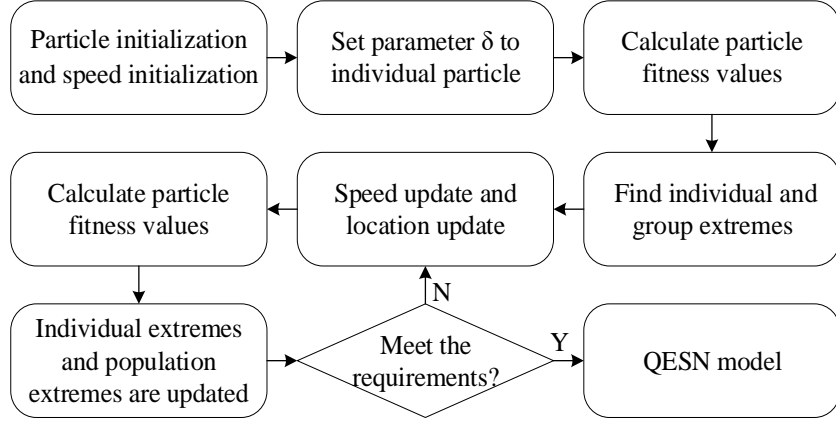 Particle initialization
and speed initialization
Set parameter δ to
individual particle
Calculate particle
fitness values
Calculate particle
fitness values
Speed update and
location update
Find individual and
group extremes
N
Individual extremes
and population
extremes are updated
Meet the
requirements?
Y
QESN model